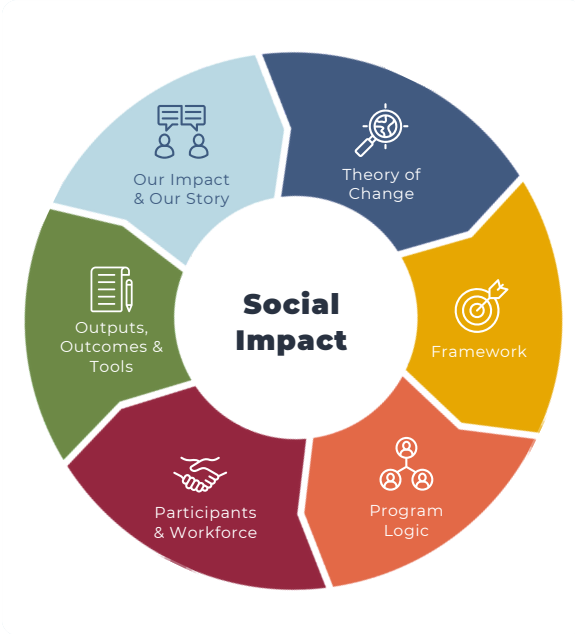 Social
Impact
Theory of
Change
Framework
Program
Logic
Participants
& Workforce
Outputs,
Outcomes &
Tools
Our Impact
& Our Story